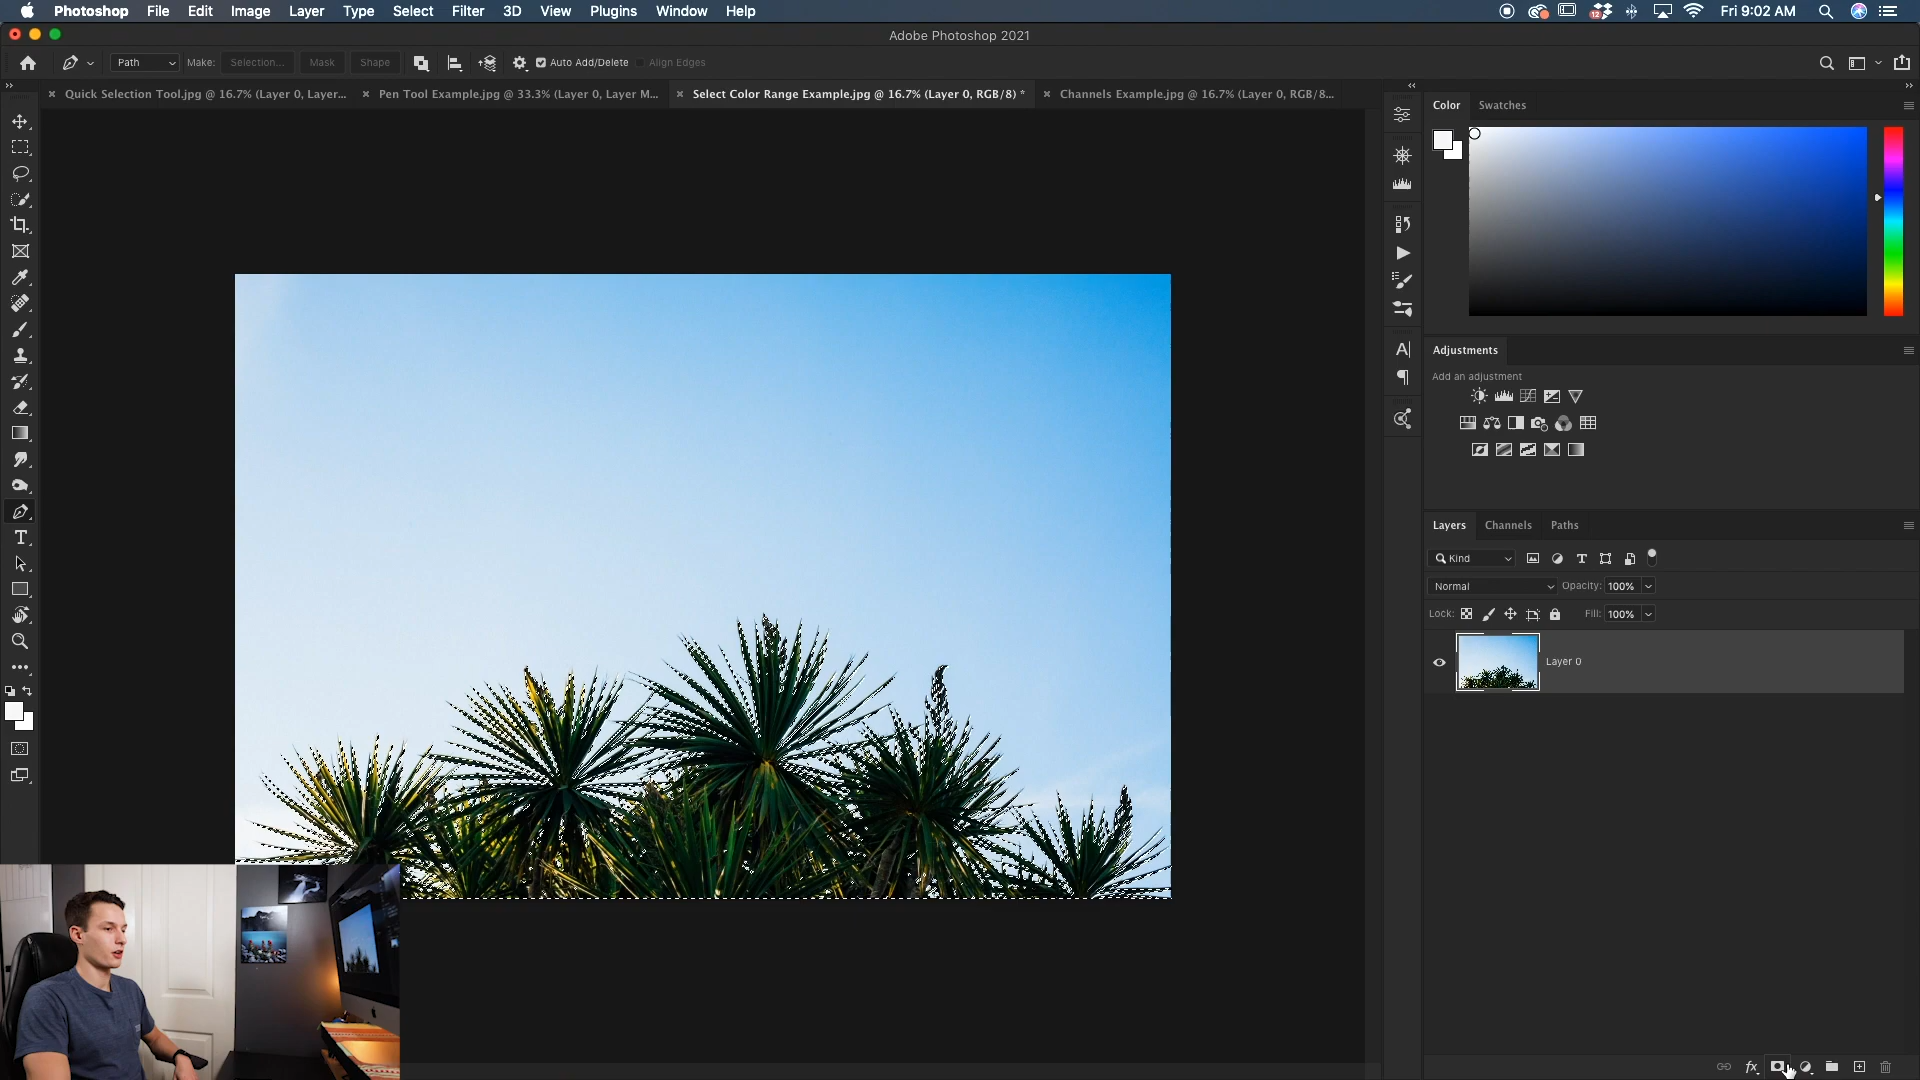 Photoshop File Edit Image Layer Type Select Filter 3D View Plugins Window Help 12 Fri 9:02 AM
Adobe Photoshop 2021
Path Make: Selection... Mask Shape Auto Add/Delete Align Edges
Quick Selection Tool.jpg @ 16.7% (Layer 0, Layer... Pen Tool Example.jpg @ 33.3% (Layer 0, Layer M... Select Color Range Example.jpg @ 16.7% (Layer 0, RGB/8) * Channels Example.jpg @ 16.7% (Layer 0, RGB/8...
Color Swatches
Adjustments
Add an adjustment
Layers Channels Paths
Kind
Normal Opacity: 100%
Lock: Fill: 100%
Layer 0
fx